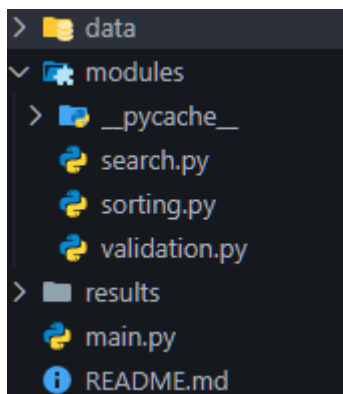 data
modules
__pycache__
search.py
sorting.py
validation.py
results
main.py
README.md